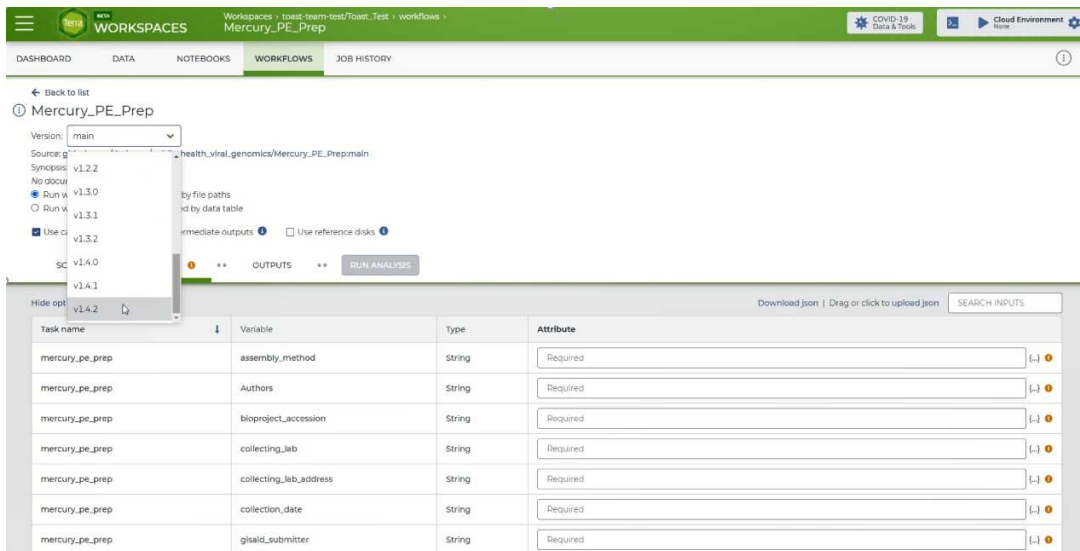 Terra
BETA
WORKSPACES
Workspaces › toast-team-test/Toast_Test › workflows ›
Mercury_PE_Prep
COVID-19
Data & Tools
Cloud Environment
None
DASHBOARD DATA NOTEBOOKS WORKFLOWS JOB HISTORY
← Back to list
Mercury_PE_Prep
Version: main
Source: health_viral_genomics/Mercury_PE_Prep:main
Synopsis
v1.2.2
No docu
v1.3.0
Run w by file paths
v1.3.1
Run w ed by data table
v1.3.2
Use ca ermediate outputs Use reference disks
v1.4.0
SC OUTPUTS RUN ANALYSIS
v1.4.1
v1.4.2
Hide opt Download json | Drag or click to upload json SEARCH INPUTS
Task name ↓ Variable Type Attribute
mercury_pe_prep assembly_method String Required {...}
mercury_pe_prep Authors String Required {...}
mercury_pe_prep bioproject_accession String Required {...}
mercury_pe_prep collecting_lab String Required {...}
mercury_pe_prep collecting_lab_address String Required {...}
mercury_pe_prep collection_date String Required {...}
mercury_pe_prep gisaid_submitter String Required {...}